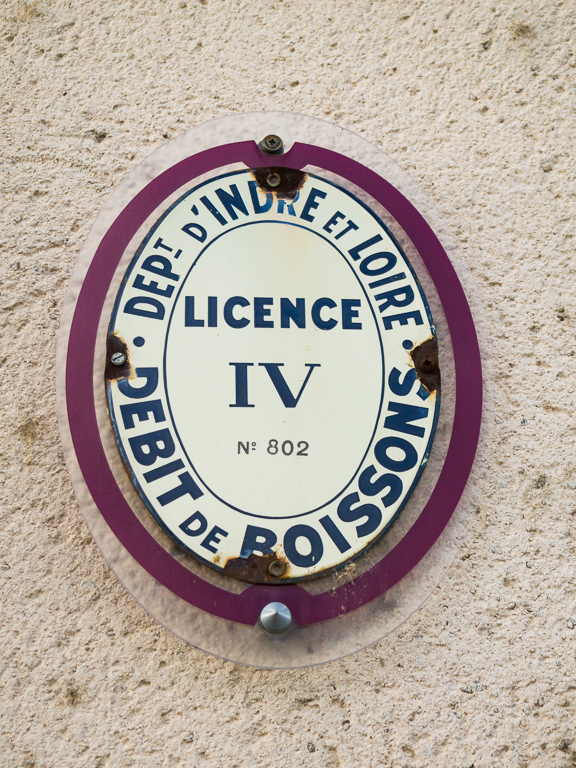 DEPT D'INDRE ET LOIRE
LICENCE
IV
Nº 802
DEBIT DE BOISSONS